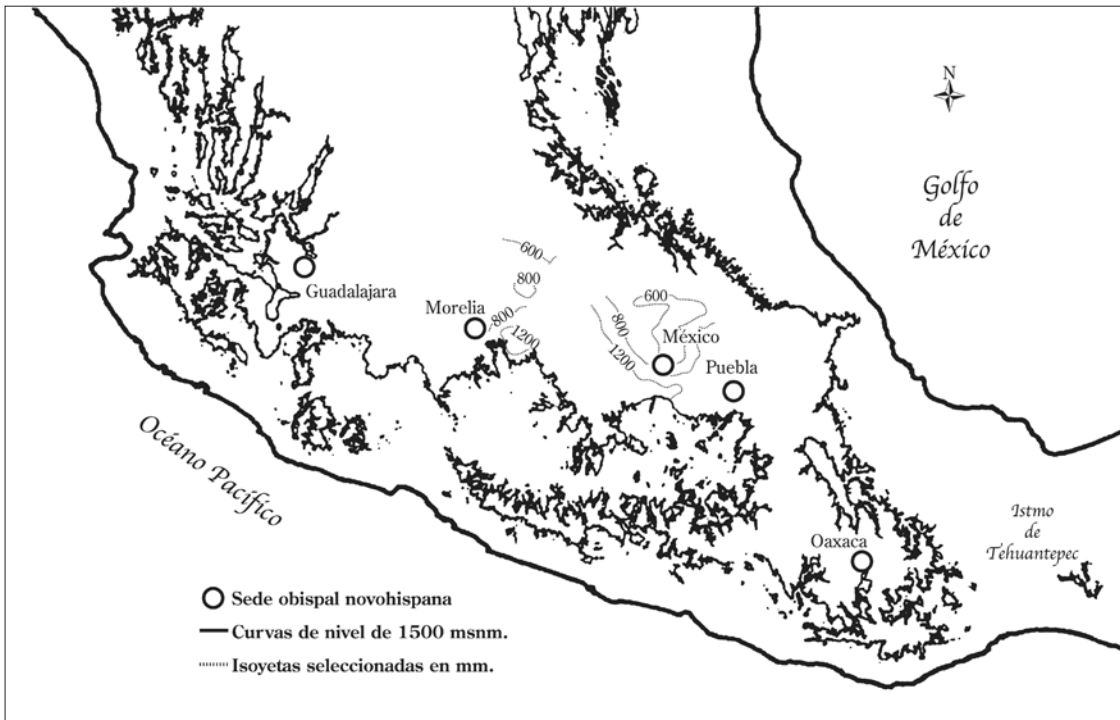 N
Golfo
de
México
600
800
Guadalajara
Morelia
800
1200
600
800
México
1200
Puebla
Océano Pacífico
Istmo
de
Tehuantepec
Oaxaca
Sede obispal novohispana
Curvas de nivel de 1500 msnm.
Isoyetas seleccionadas en mm.